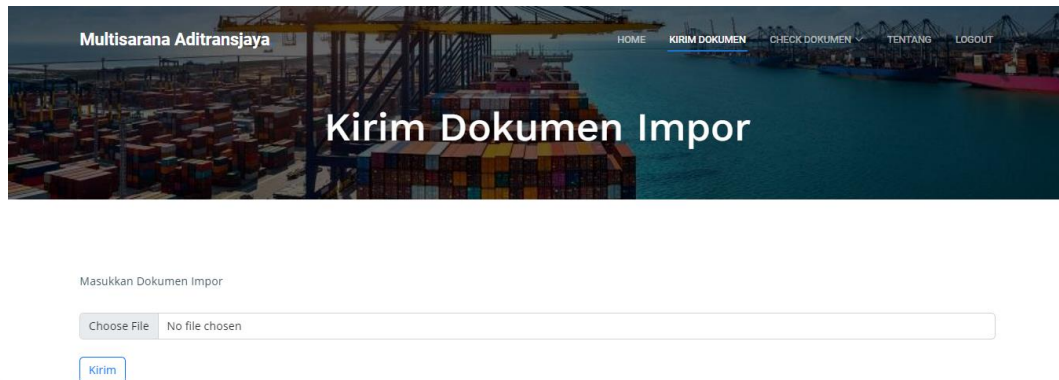 Multisarana Aditransjaya
HOME KIRIM DOKUMEN CHECK DOKUMEN TENTANG LOGOUT
Kirim Dokumen Impor
Masukkan Dokumen Impor
Choose File No file chosen
Kirim